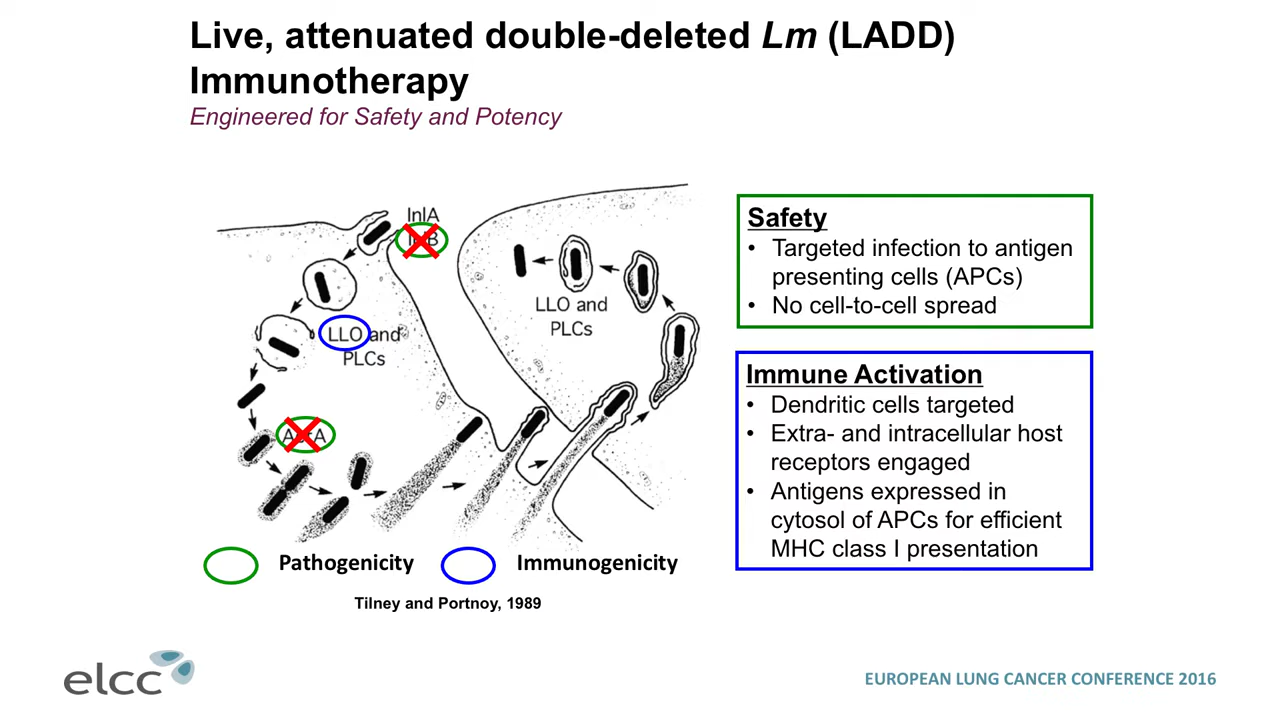 Live, attenuated double-deleted Lm (LADD)
Immunotherapy
Engineered for Safety and Potency
InlA
InlB
LLO and
PLCs
ActA
LLO and
PLCs
Pathogenicity
Immunogenicity
Tilney and Portnoy, 1989
Safety
• Targeted infection to antigen
presenting cells (APCs)
• No cell-to-cell spread
Immune Activation
• Dendritic cells targeted
• Extra- and intracellular host
receptors engaged
• Antigens expressed in
cytosol of APCs for efficient
MHC class I presentation
elcc
EUROPEAN LUNG CANCER CONFERENCE 2016